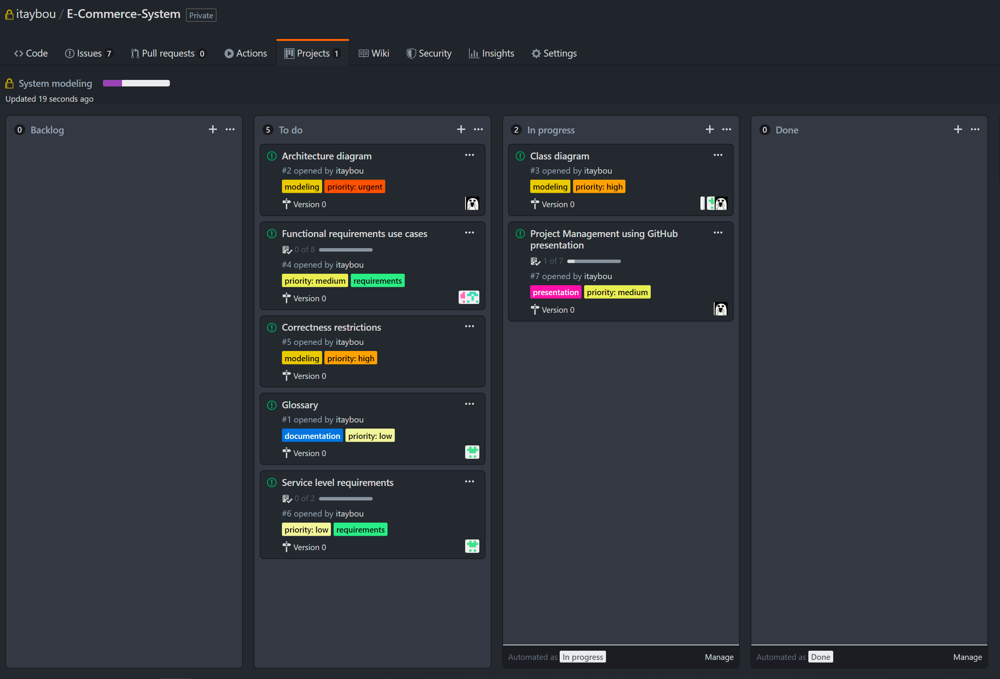 itaybou / E-Commerce-System Private
Code Issues 7 Pull requests 0 Actions Projects 1 Wiki Security Insights Settings
System modeling
Updated 19 seconds ago
0 Backlog
5 To do
Architecture diagram
#2 opened by itaybou
modeling priority: urgent
Version 0
Functional requirements use cases
0 of 8
#4 opened by itaybou
priority: medium requirements
Version 0
Correctness restrictions
#5 opened by itaybou
modeling priority: high
Version 0
Glossary
#1 opened by itaybou
documentation priority: low
Version 0
Service level requirements
0 of 2
#6 opened by itaybou
priority: low requirements
Version 0
2 In progress
Class diagram
#3 opened by itaybou
modeling priority: high
Version 0
Project Management using GitHub
presentation
1 of 7
#7 opened by itaybou
presentation priority: medium
Version 0
Automated as In progress Manage
0 Done
Automated as Done Manage